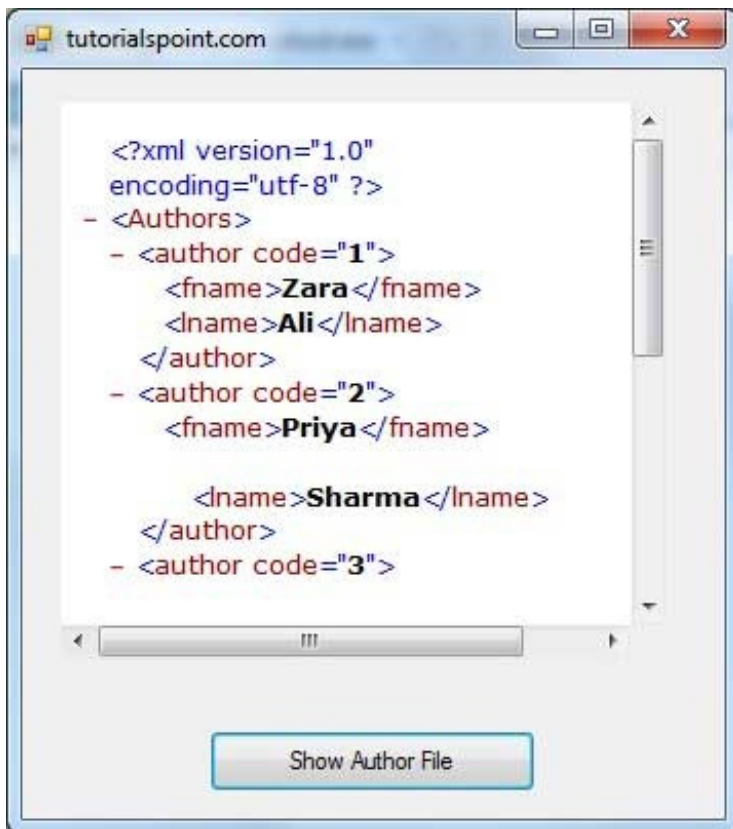 tutorialspoint.com
<?xml version="1.0"
encoding="utf-8" ?>
- <Authors>
- <author code="1">
<fname>Zara</fname>
<lname>Ali</lname>
</author>
- <author code="2">
<fname>Priya</fname>
<lname>Sharma</lname>
</author>
- <author code="3">
Show Author File